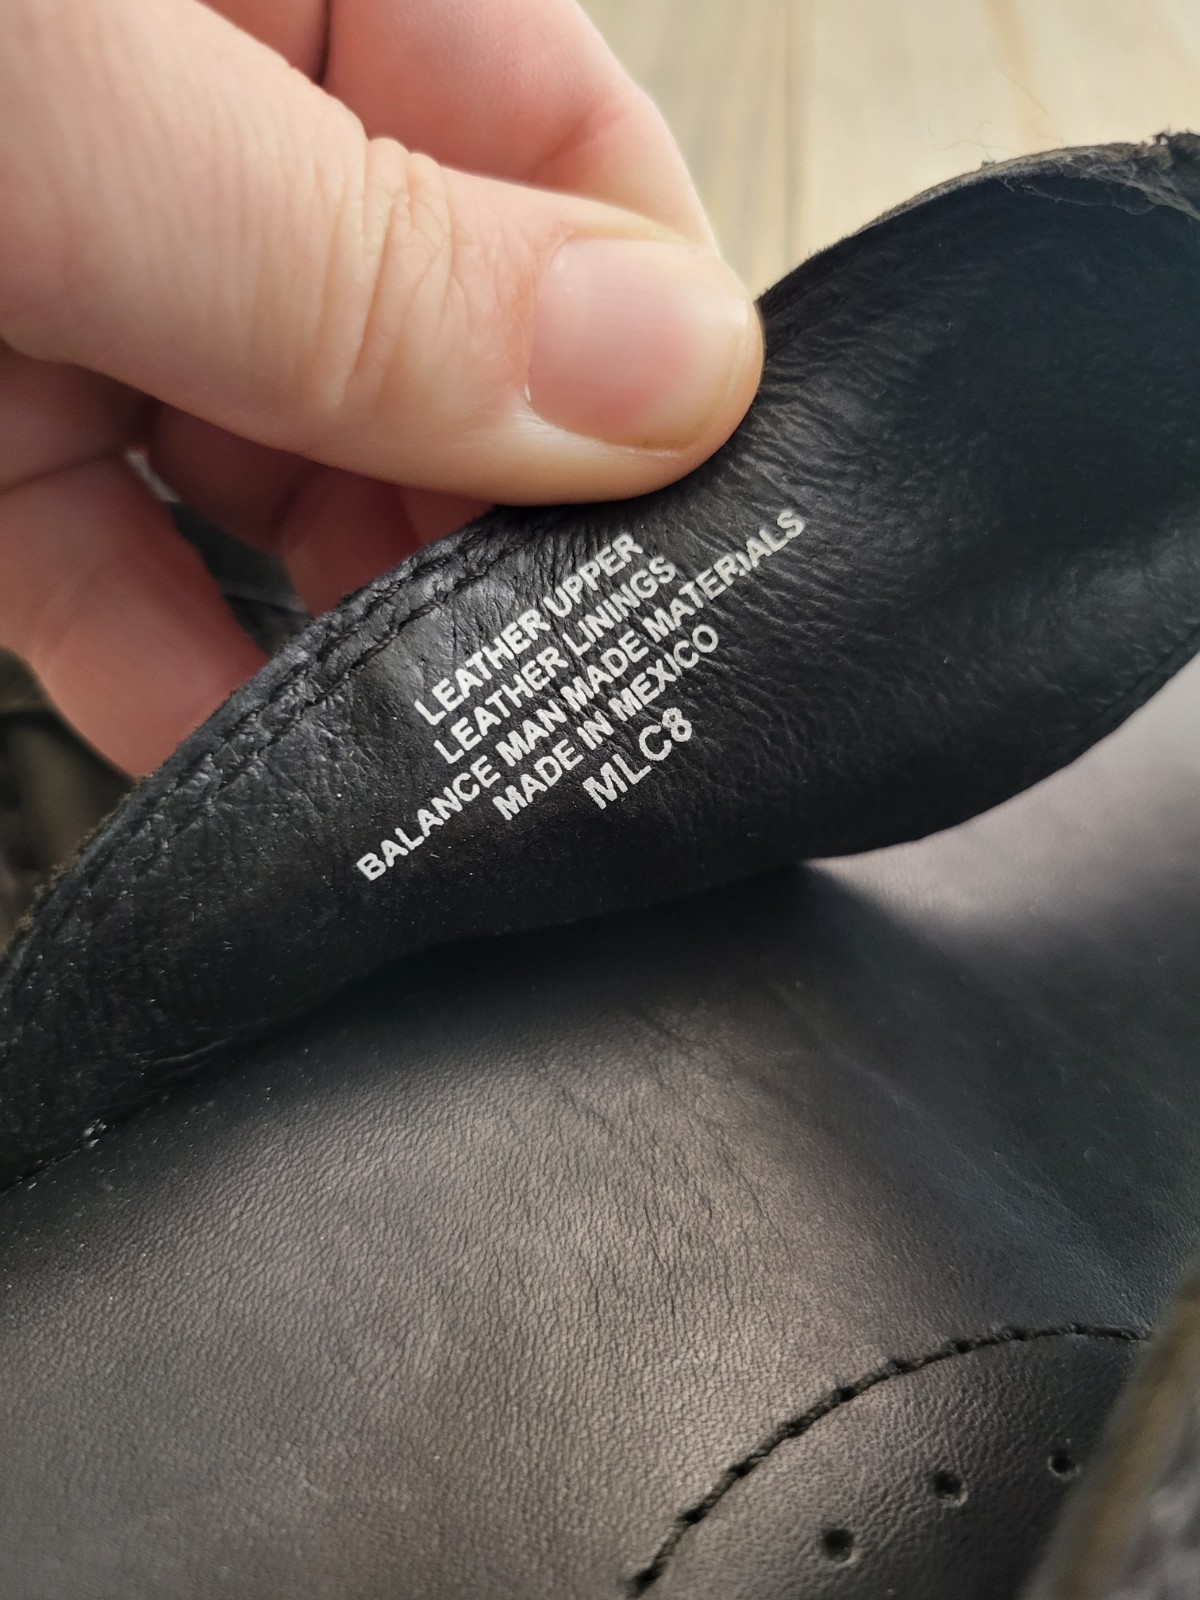 LEATHER UPPER
LEATHER LININGS
BALANCE MAN MADE MATERIALS
MADE IN MEXICO
MLC8